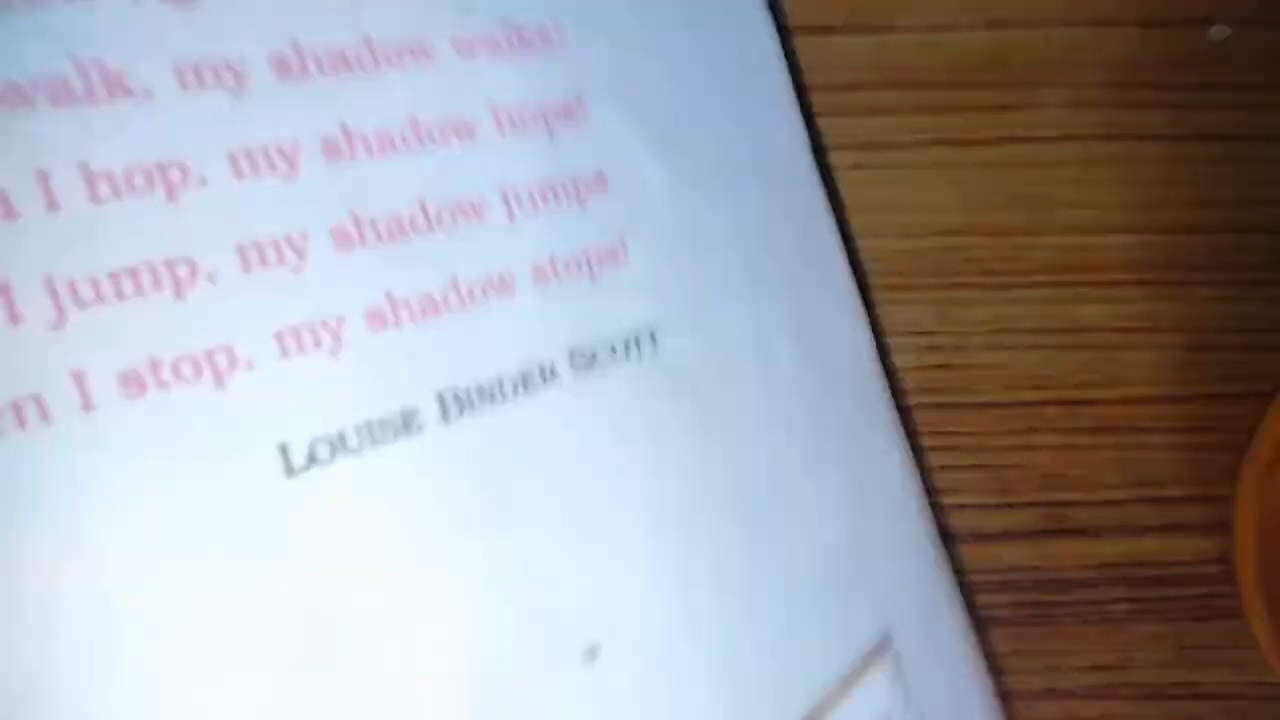 walk, my shadow walks!
I hop, my shadow hops!
I jump, my shadow jumps
I stop, my shadow stops!
LOUISE BINDER SCOTT